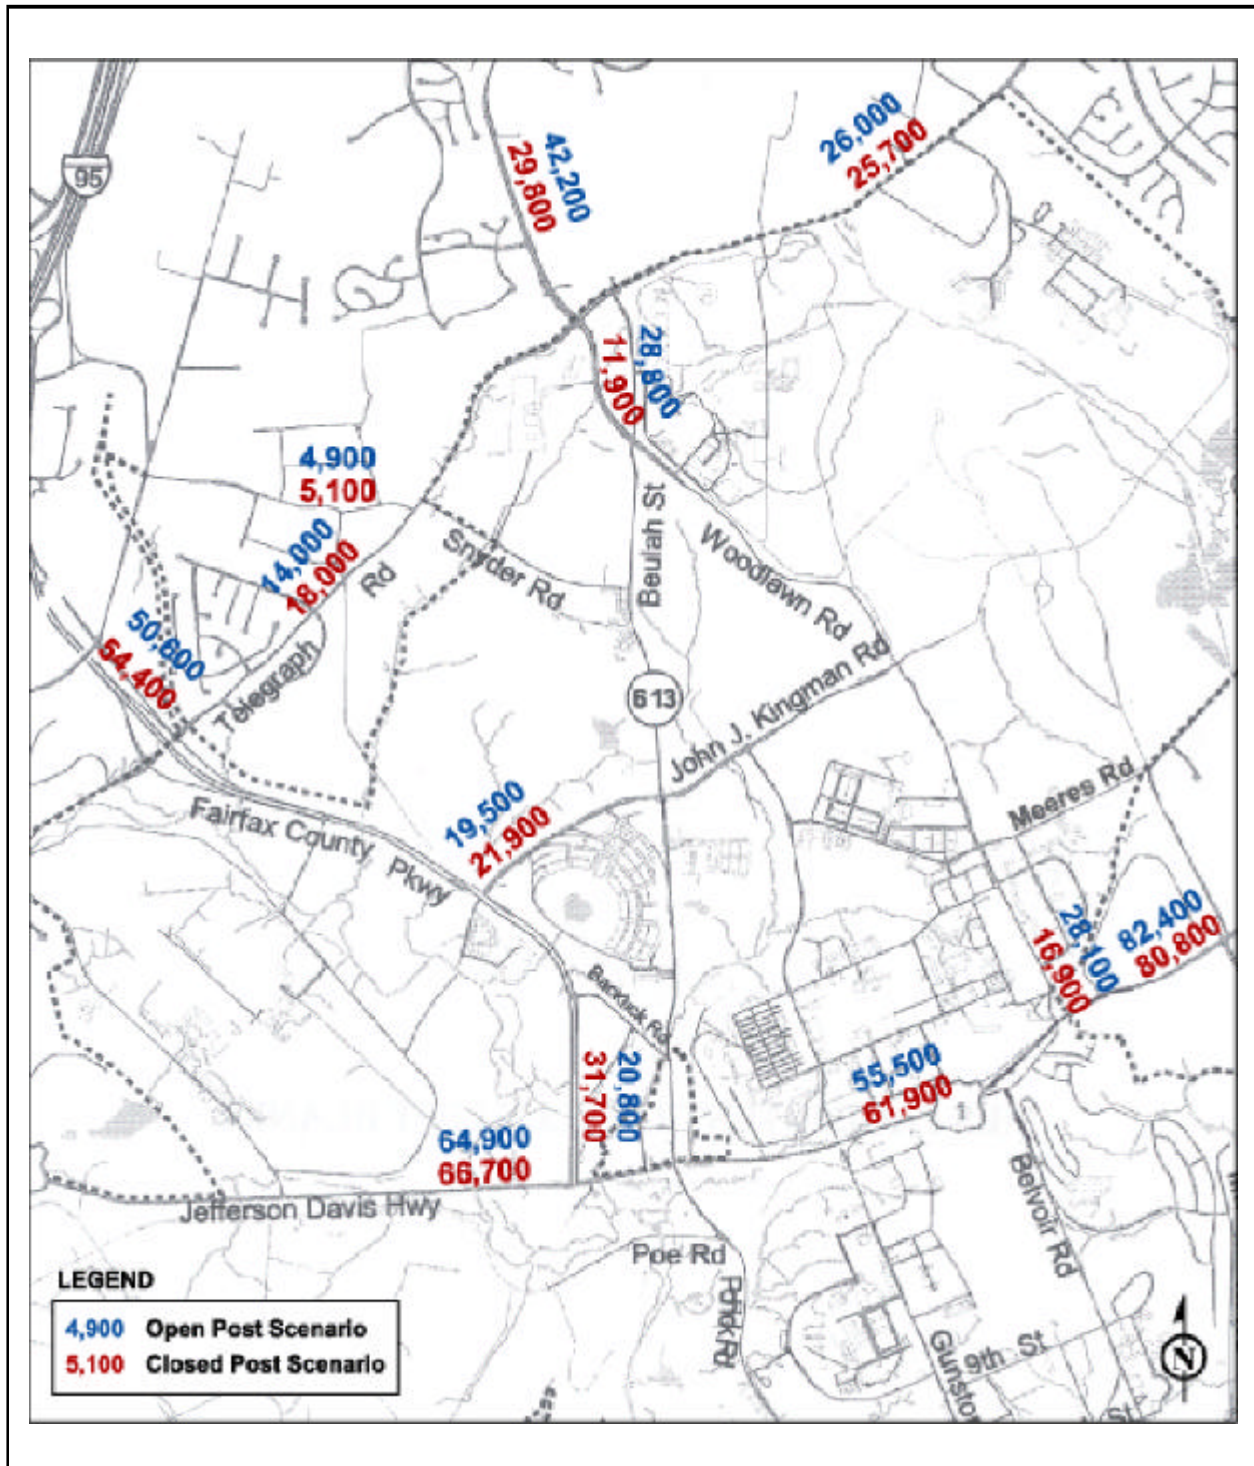 95
42,200
29,800
26,000
25,700
28,800
11,900
4,900
5,100
14,000
18,000
Snyder Rd
Beulah St
Woodlawn Rd
50,600
54,400
Telegraph Rd
613
John J. Kingman Rd
Fairfax County Pkwy
19,500
21,900
Meeres Rd
28,100
16,900
82,400
80,800
Backlick Rd
20,800
31,700
55,500
61,900
1
64,900
66,700
Jefferson Davis Hwy
Belvoir Rd
Poe Rd
9th St
LEGEND
4,900 Open Post Scenario
5,100 Closed Post Scenario
N